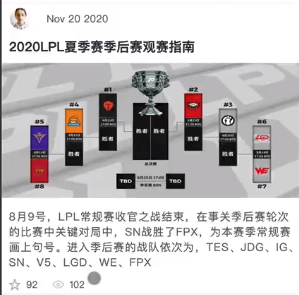 Nov 20 2020
2020LPL夏季赛季后赛观赛指南
#1
#2
#4
#3
#5
#6
#8
#7
胜者
胜者
胜者
胜者
总决赛
TBD
TBD
LGD
WE
8月9号，LPL常规赛收官之战结束，在事关季后赛轮次
的比赛中关键对局中，SN战胜了FPX，为本赛季常规赛
画上句号。进入季后赛的战队依次为，TES、JDG、IG、
SN、V5、LGD、WE、FPX
92
102